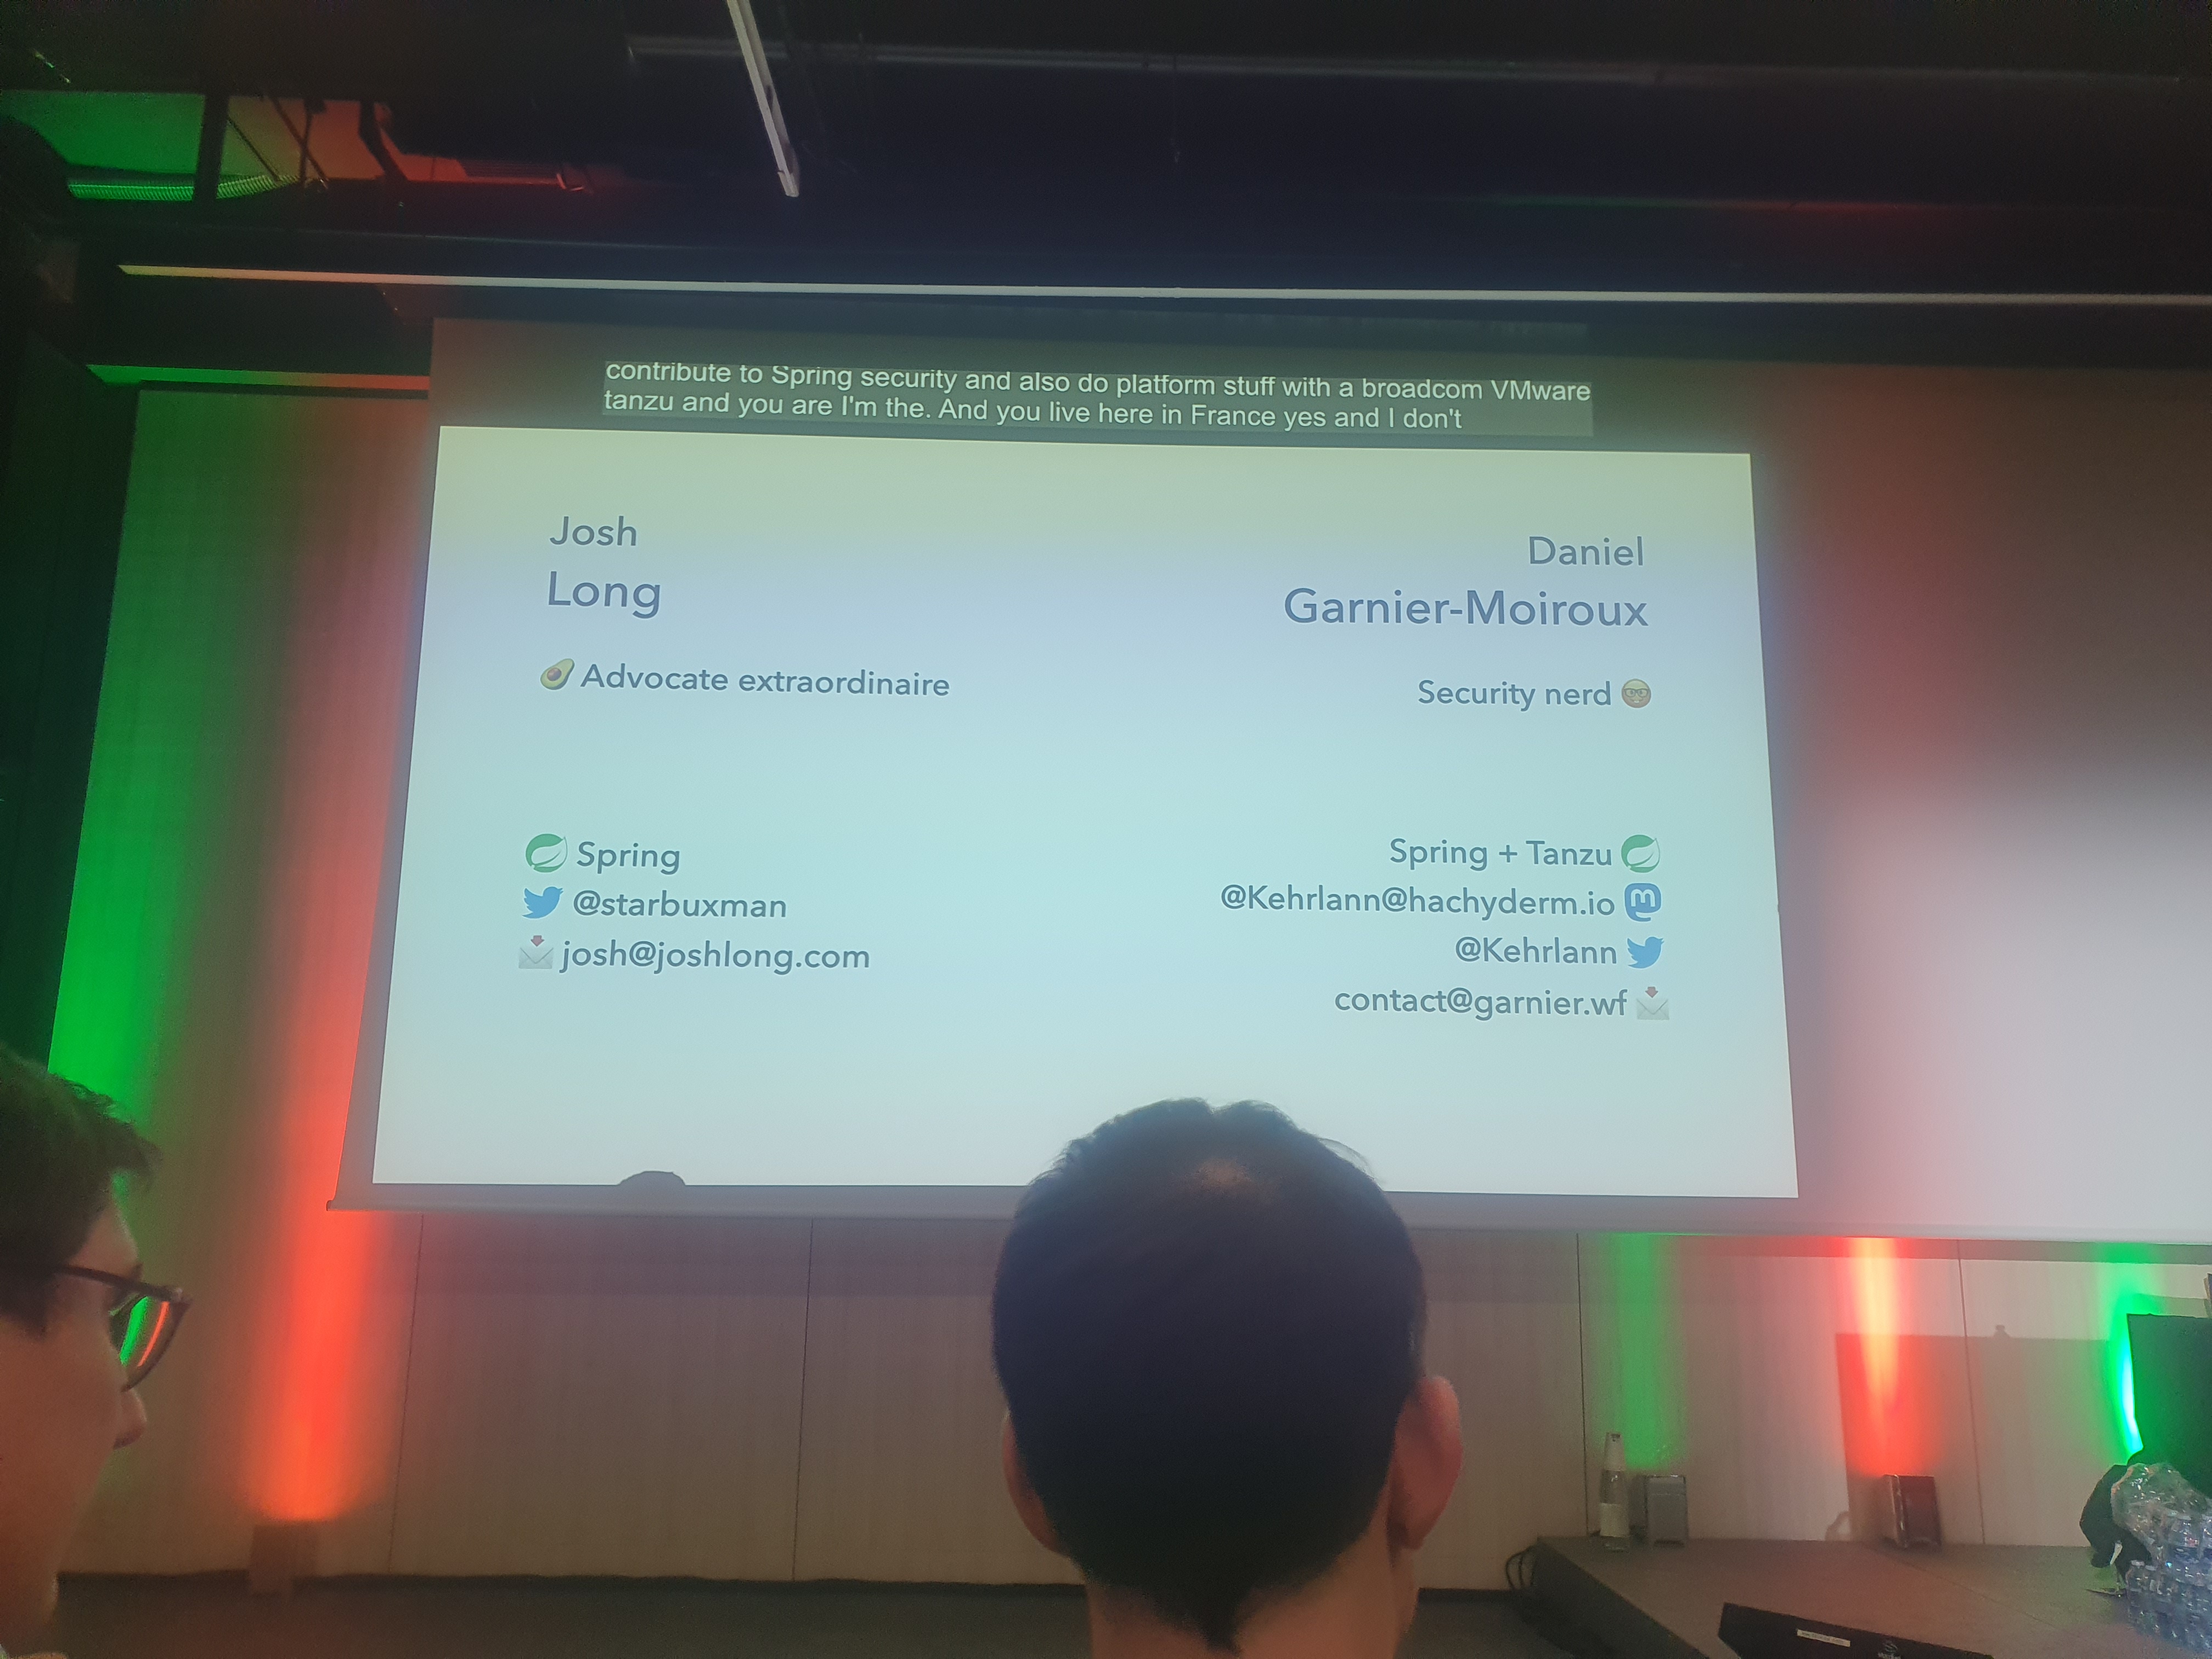 contribute to Spring security and also do platform stuff with a broadcom VMware
tanzu and you are I'm the. And you live here in France yes and I don't
Josh
Long
Advocate extraordinaire
Spring
@starbuxman
josh@joshlong.com
Daniel
Garnier-Moiroux
Security nerd
Spring + Tanzu
@Kehrlann@hachyderm.io
@Kehrlann
contact@garnier.wf